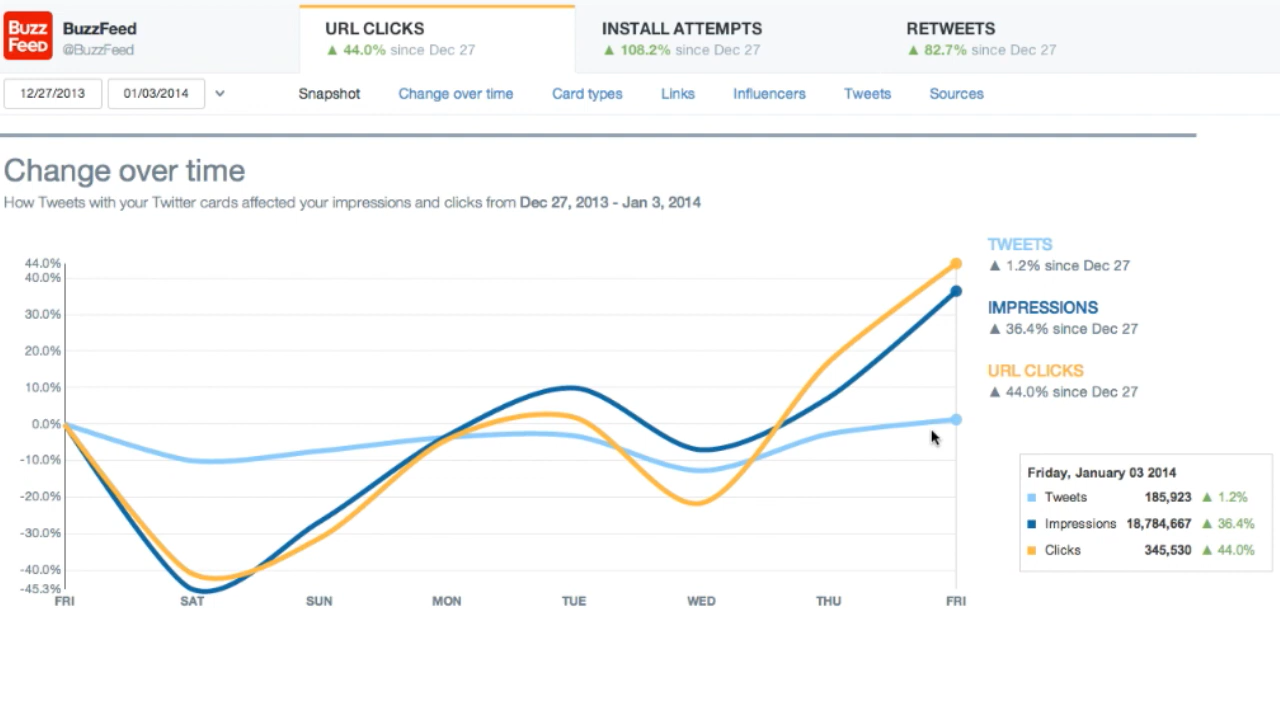 Buzz
FeeD
BuzzFeed
@BuzzFeed
URL CLICKS
▲ 44.0% since Dec 27
INSTALL ATTEMPTS
▲ 108.2% since Dec 27
RETWEETS
▲ 82.7% since Dec 27
12/27/2013 01/03/2014
Snapshot Change over time Card types Links Influencers Tweets Sources
Change over time
How Tweets with your Twitter cards affected your impressions and clicks from Dec 27, 2013 - Jan 3, 2014
44.0%
40.0%
30.0%
20.0%
10.0%
0.0%
-10.0%
-20.0%
-30.0%
-40.0%
-45.3%
FRI SAT SUN MON TUE WED THU FRI
TWEETS
▲ 1.2% since Dec 27
IMPRESSIONS
▲ 36.4% since Dec 27
URL CLICKS
▲ 44.0% since Dec 27
Friday, January 03 2014
Tweets 185,923 ▲ 1.2%
Impressions 18,784,667 ▲ 36.4%
Clicks 345,530 ▲ 44.0%